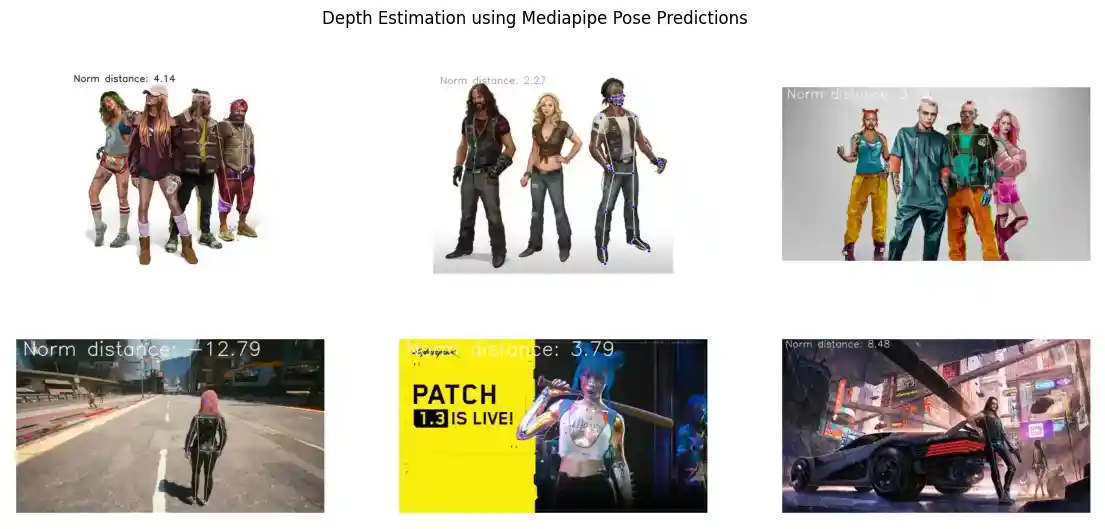 Depth Estimation using Mediapipe Pose Predictions
Norm distance: 4.14
Norm distance: 2.27
Norm distance: 3
Norm distance: −12.79
Norm distance: 3.79
PATCH
1.3 IS LIVE!
Norm distance: 8.48